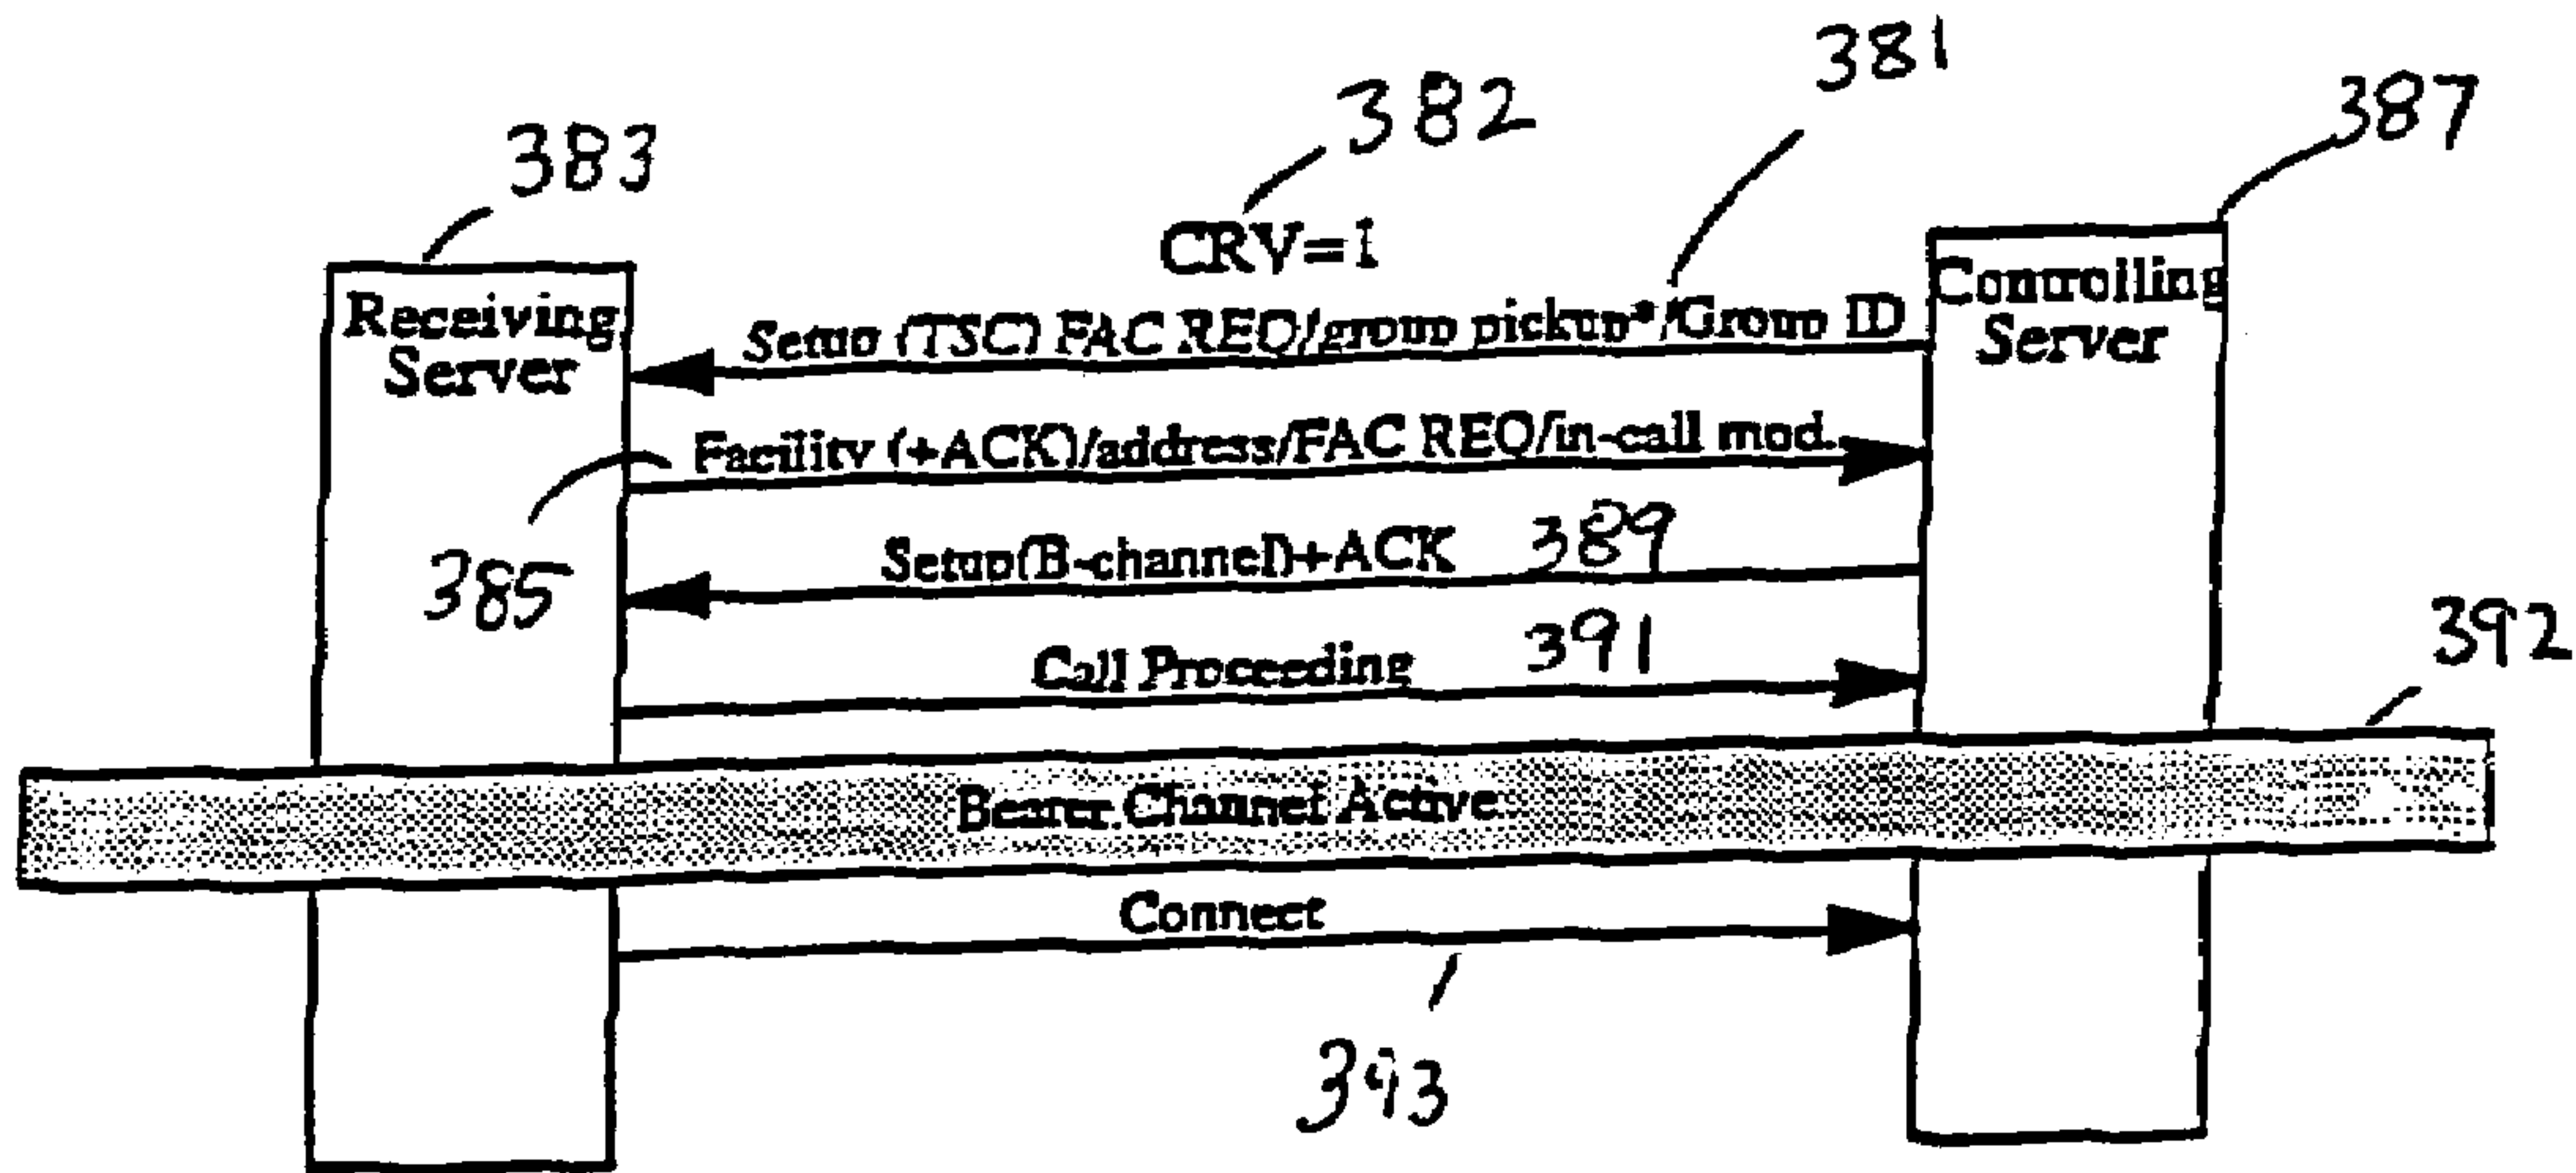 381
382
387
383
CRV=1
Receiving
Server
Controlling
Server
Setup (TSC) FAC REQ/group pickup*/Group ID
Facility (+ACK)/address/FAC REQ/in-call mod.
385
Setup(B-channel)+ACK 389
Call Proceeding 391
392
Bearer Channel Active
Connect
393